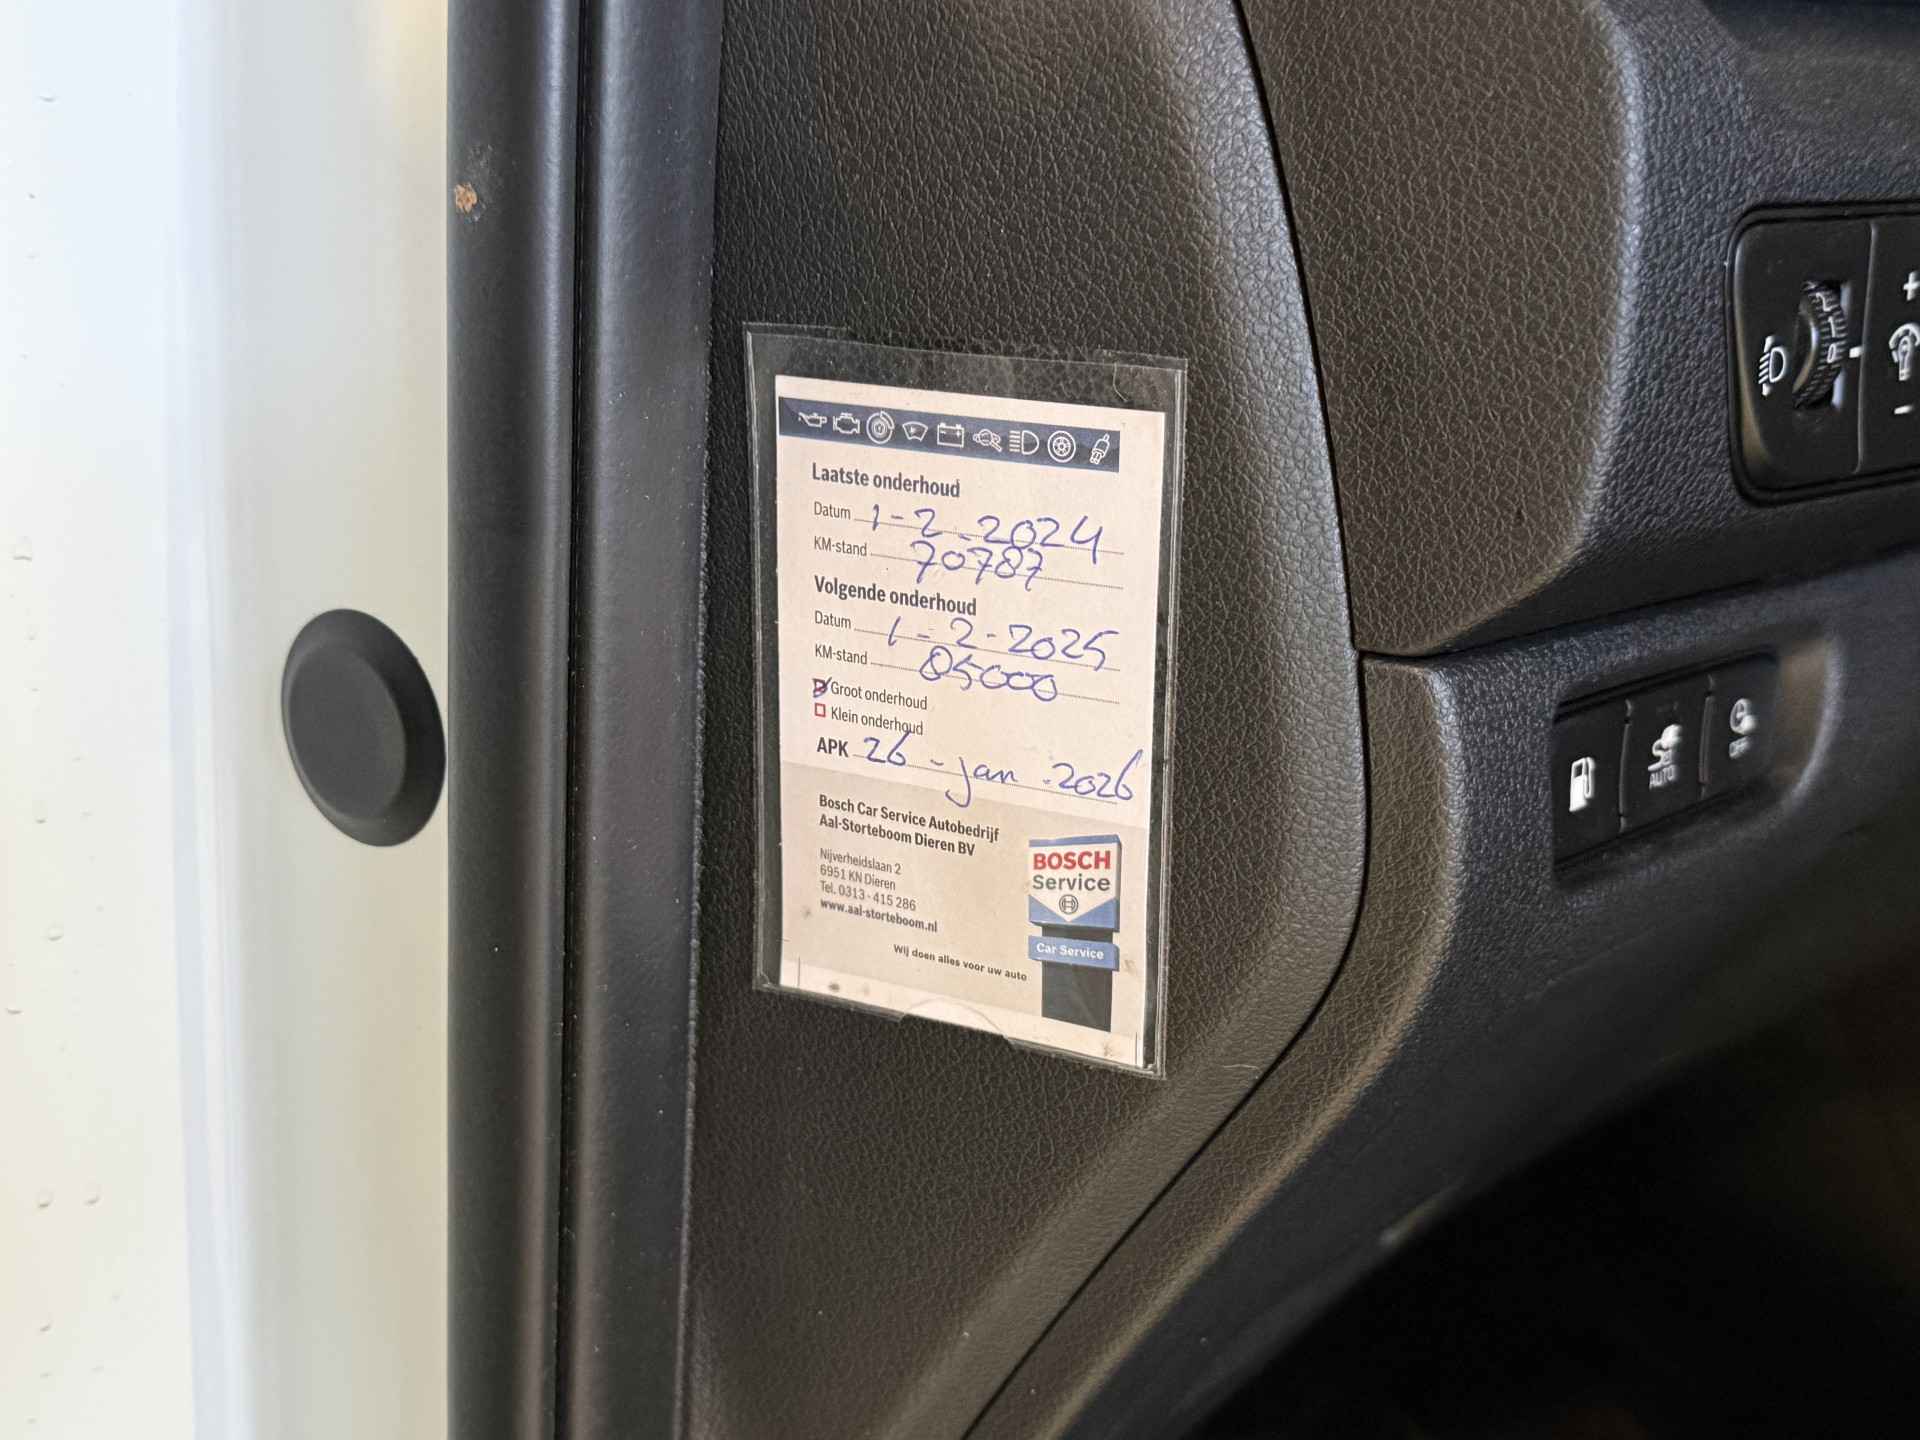 Laatste onderhoud
Datum 1-2-2024
KM-stand 70787
Volgende onderhoud
Datum 1-2-2025
KM-stand 85000
Groot onderhoud
Klein onderhoud
APK 26-jan-2026
Bosch Car Service Autobedrijf
Aal-Storteboom Dieren BV
Nijverheidslaan 2
6951 KN Dieren
Tel. 0313 - 415 286
www.aal-storteboom.nl
Wij doen alles voor uw auto
BOSCH
Service
Car Service
AUTO